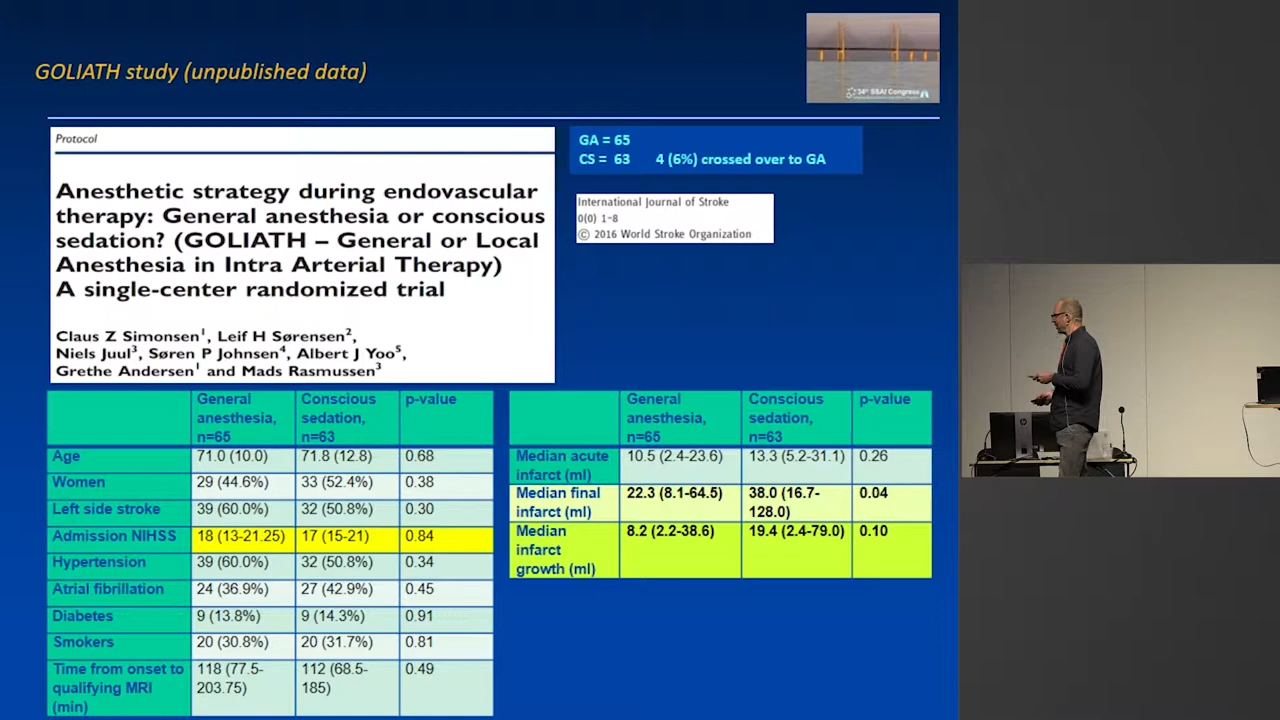 GOLIATH study (unpublished data)
34th SSAI Congress
Protocol
Anesthetic strategy during endovascular
therapy: General anesthesia or conscious
sedation? (GOLIATH – General or Local
Anesthesia in Intra Arterial Therapy)
A single-center randomized trial
Claus Z Simonsen1, Leif H Sørensen2,
Niels Juul3, Søren P Johnsen4, Albert J Yoo5,
Grethe Andersen1 and Mads Rasmussen3
GA = 65
CS = 63 4 (6%) crossed over to GA
International Journal of Stroke
0(0) 1–8
© 2016 World Stroke Organization
General anesthesia, n=65 Conscious sedation, n=63 p-value
Age 71.0 (10.0) 71.8 (12.8) 0.68
Women 29 (44.6%) 33 (52.4%) 0.38
Left side stroke 39 (60.0%) 32 (50.8%) 0.30
Admission NIHSS 18 (13-21.25) 17 (15-21) 0.84
Hypertension 39 (60.0%) 32 (50.8%) 0.34
Atrial fibrillation 24 (36.9%) 27 (42.9%) 0.45
Diabetes 9 (13.8%) 9 (14.3%) 0.91
Smokers 20 (30.8%) 20 (31.7%) 0.81
Time from onset to qualifying MRI (min) 118 (77.5-203.75) 112 (68.5-185) 0.49
General anesthesia, n=65 Conscious sedation, n=63 p-value
Median acute infarct (ml) 10.5 (2.4-23.6) 13.3 (5.2-31.1) 0.26
Median final infarct (ml) 22.3 (8.1-64.5) 38.0 (16.7-128.0) 0.04
Median infarct growth (ml) 8.2 (2.2-38.6) 19.4 (2.4-79.0) 0.10